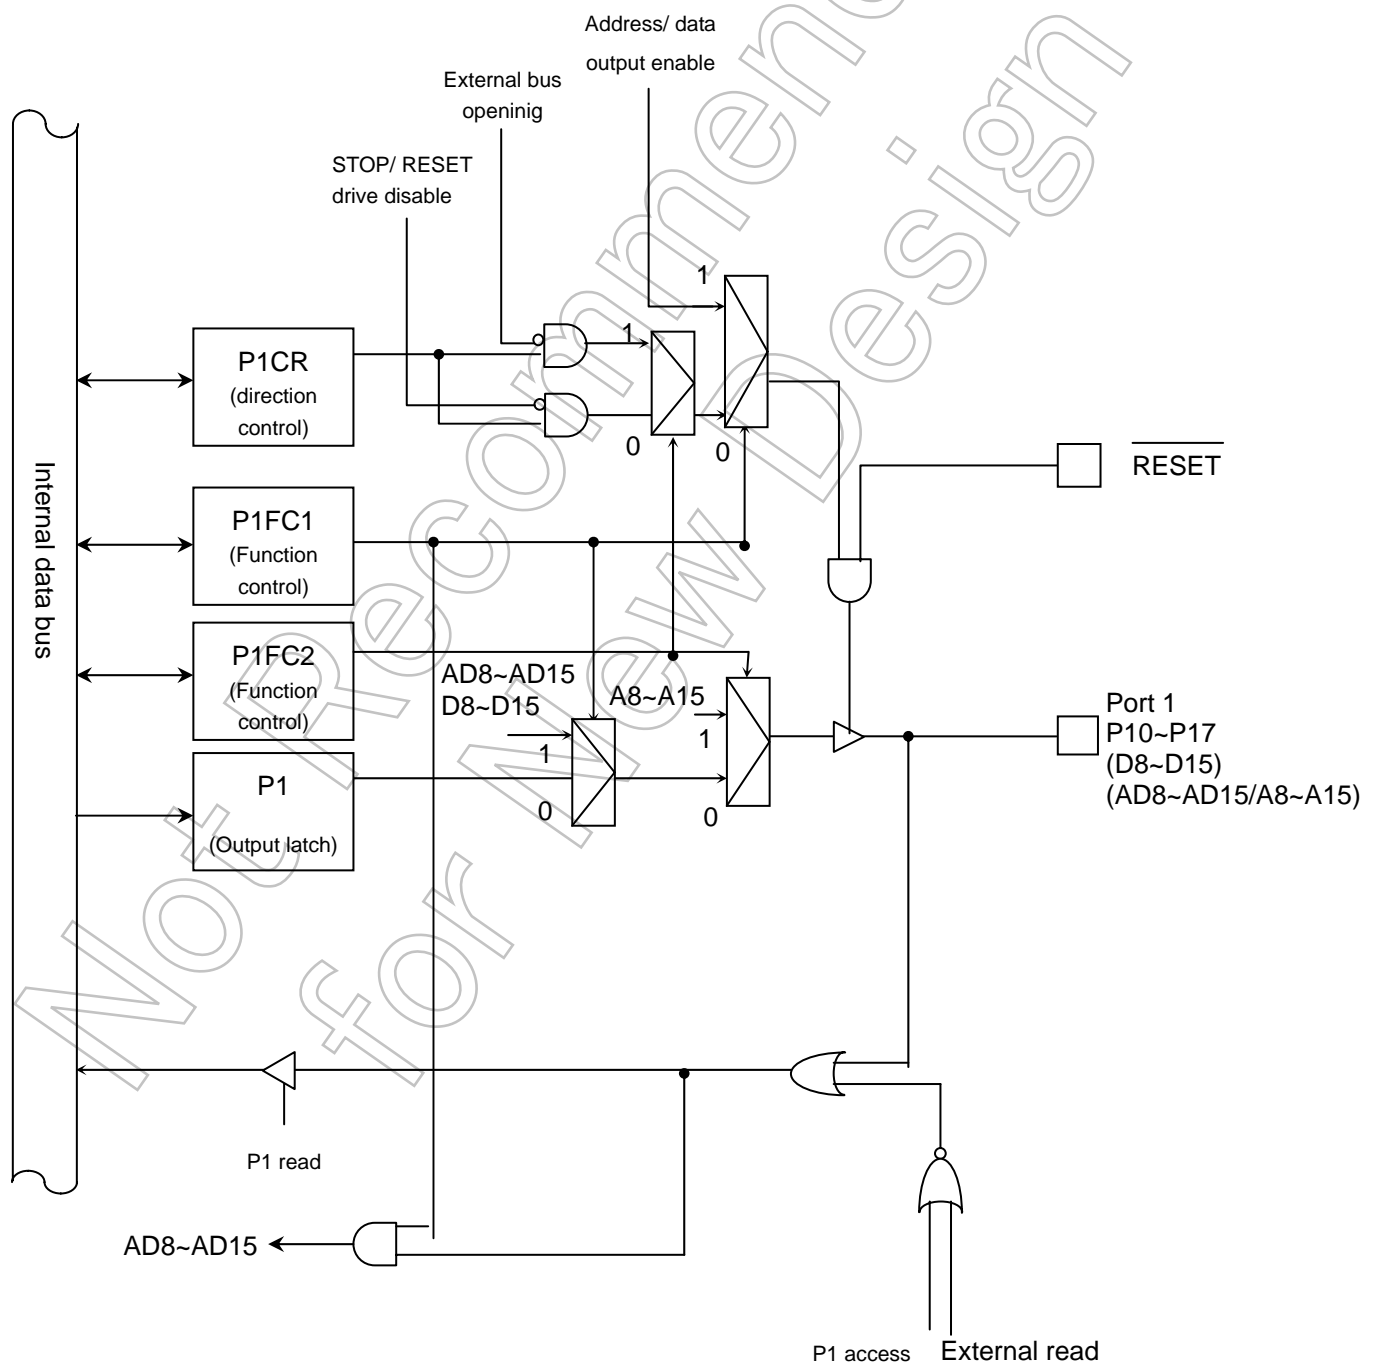 Address/ data
output enable
External bus
openinig
STOP/ RESET
drive disable
1
1
P1CR
(direction
control)
0
0
RESET
Internal data bus
P1FC1
(Function
control)
P1FC2
(Function
control)
AD8~AD15
D8~D15
A8~A15
1
1
Port 1
P10~P17
(D8~D15)
(AD8~AD15/A8~A15)
P1
(Output latch)
0
0
P1 read
AD8~AD15
P1 access
External read
Not Recommen
for New Design